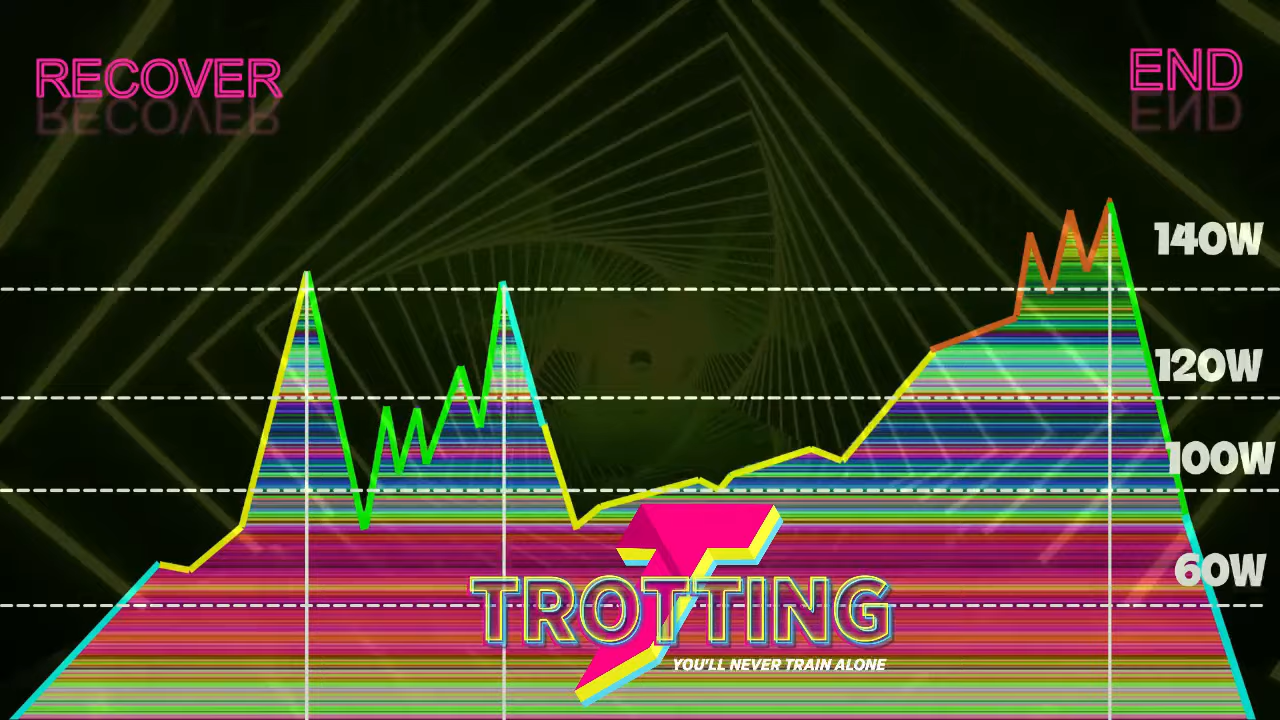 RECOVER
END
140W
120W
100W
60W
TROTTING
YOU'LL NEVER TRAIN ALONE